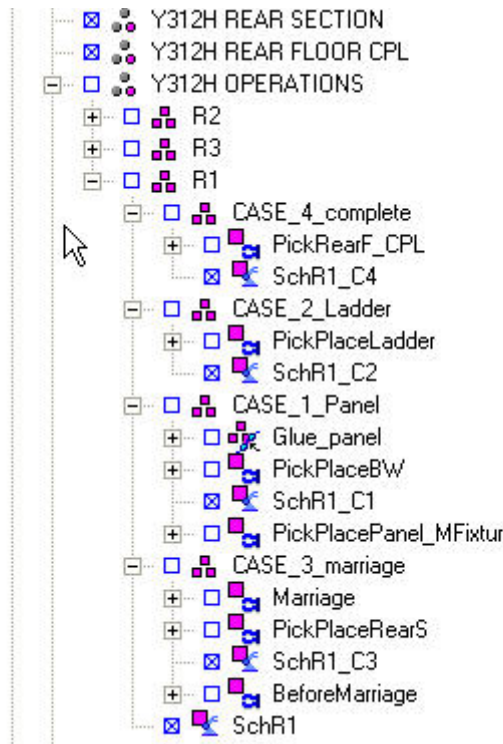 Y312H REAR SECTION
Y312H REAR FLOOR CPL
Y312H OPERATIONS
R2
R3
R1
CASE_4_complete
PickRearF_CPL
SchR1_C4
CASE_2_Ladder
PickPlaceLadder
SchR1_C2
CASE_1_Panel
Glue_panel
PickPlaceBW
SchR1_C1
PickPlacePanel_MFixtur
CASE_3_marriage
Marriage
PickPlaceRearS
SchR1_C3
BeforeMarriage
SchR1